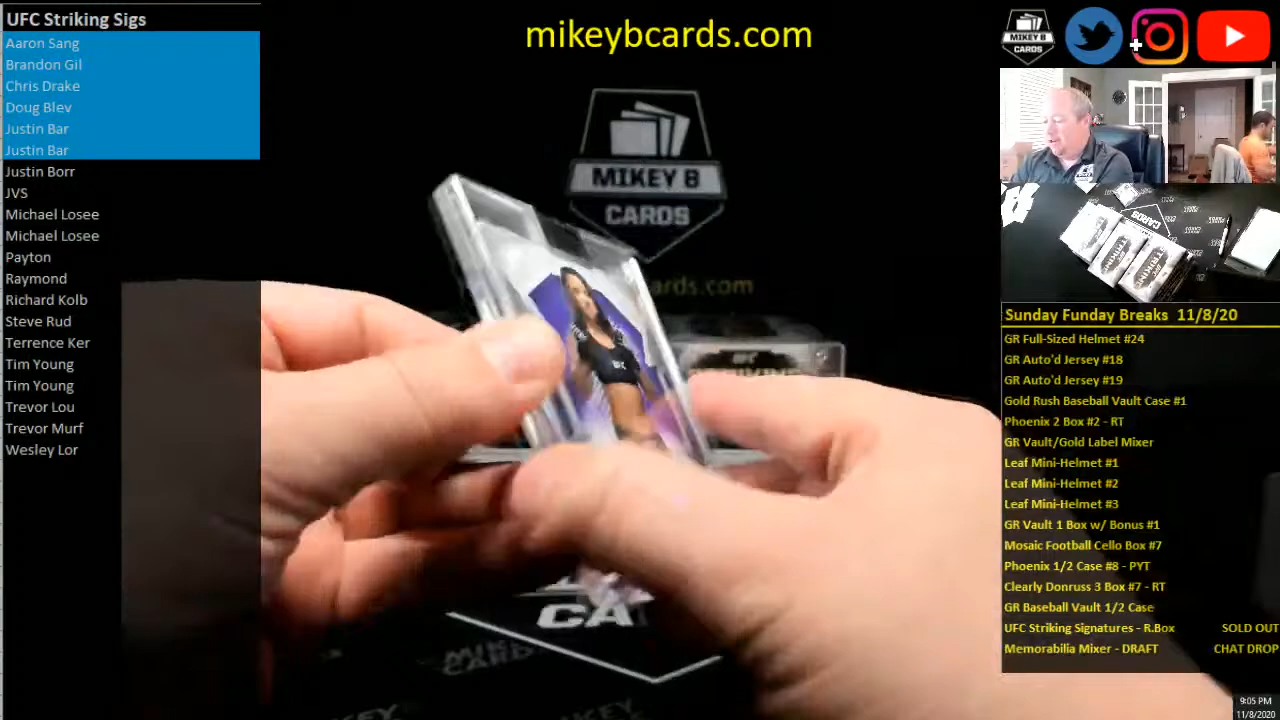 UFC Striking Sigs
Aaron Sang
Brandon Gil
Chris Drake
Doug Blev
Justin Bar
Justin Bar
Justin Borr
JVS
Michael Losee
Michael Losee
Payton
Raymond
Richard Kolb
Steve Rud
Terrence Ker
Tim Young
Tim Young
Trevor Lou
Trevor Murf
Wesley Lor
mikeybcards.com
MIKEY B
CARDS
ards.com
UFC
CA
MIKEY B
CARDS
Sunday Funday Breaks 11/8/20
GR Full-Sized Helmet #24
GR Auto'd Jersey #18
GR Auto'd Jersey #19
Gold Rush Baseball Vault Case #1
Phoenix 2 Box #2 - RT
GR Vault/Gold Label Mixer
Leaf Mini-Helmet #1
Leaf Mini-Helmet #2
Leaf Mini-Helmet #3
GR Vault 1 Box w/ Bonus #1
Mosaic Football Cello Box #7
Phoenix 1/2 Case #8 - PYT
Clearly Donruss 3 Box #7 - RT
GR Baseball Vault 1/2 Case
UFC Striking Signatures - R.Box SOLD OUT
Memorabilia Mixer - DRAFT CHAT DROP
9:05 PM
11/8/2020